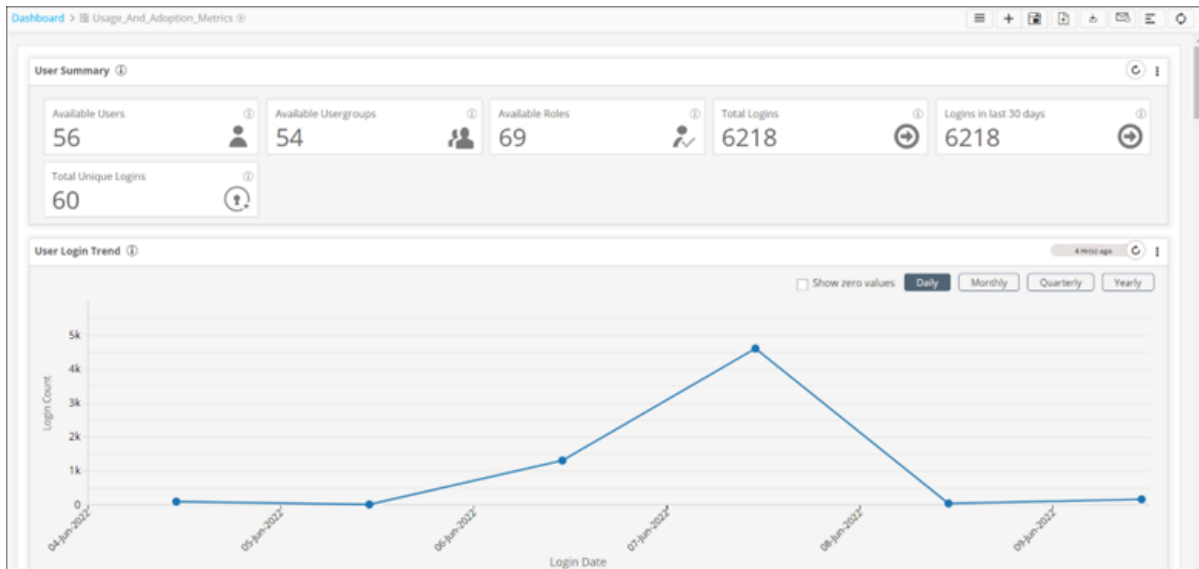 Dashboard > Usage_And_Adoption_Metrics
User Summary
Available Users
56
Available Usergroups
54
Available Roles
69
Total Logins
6218
Logins in last 30 days
6218
Total Unique Logins
60
User Login Trend
4 Hr(s) ago
Show zero values Daily Monthly Quarterly Yearly
5k
4k
3k
2k
1k
0
Login Count
04-Jun-2022 05-Jun-2022 06-Jun-2022 07-Jun-2022 08-Jun-2022 09-Jun-2022
Login Date